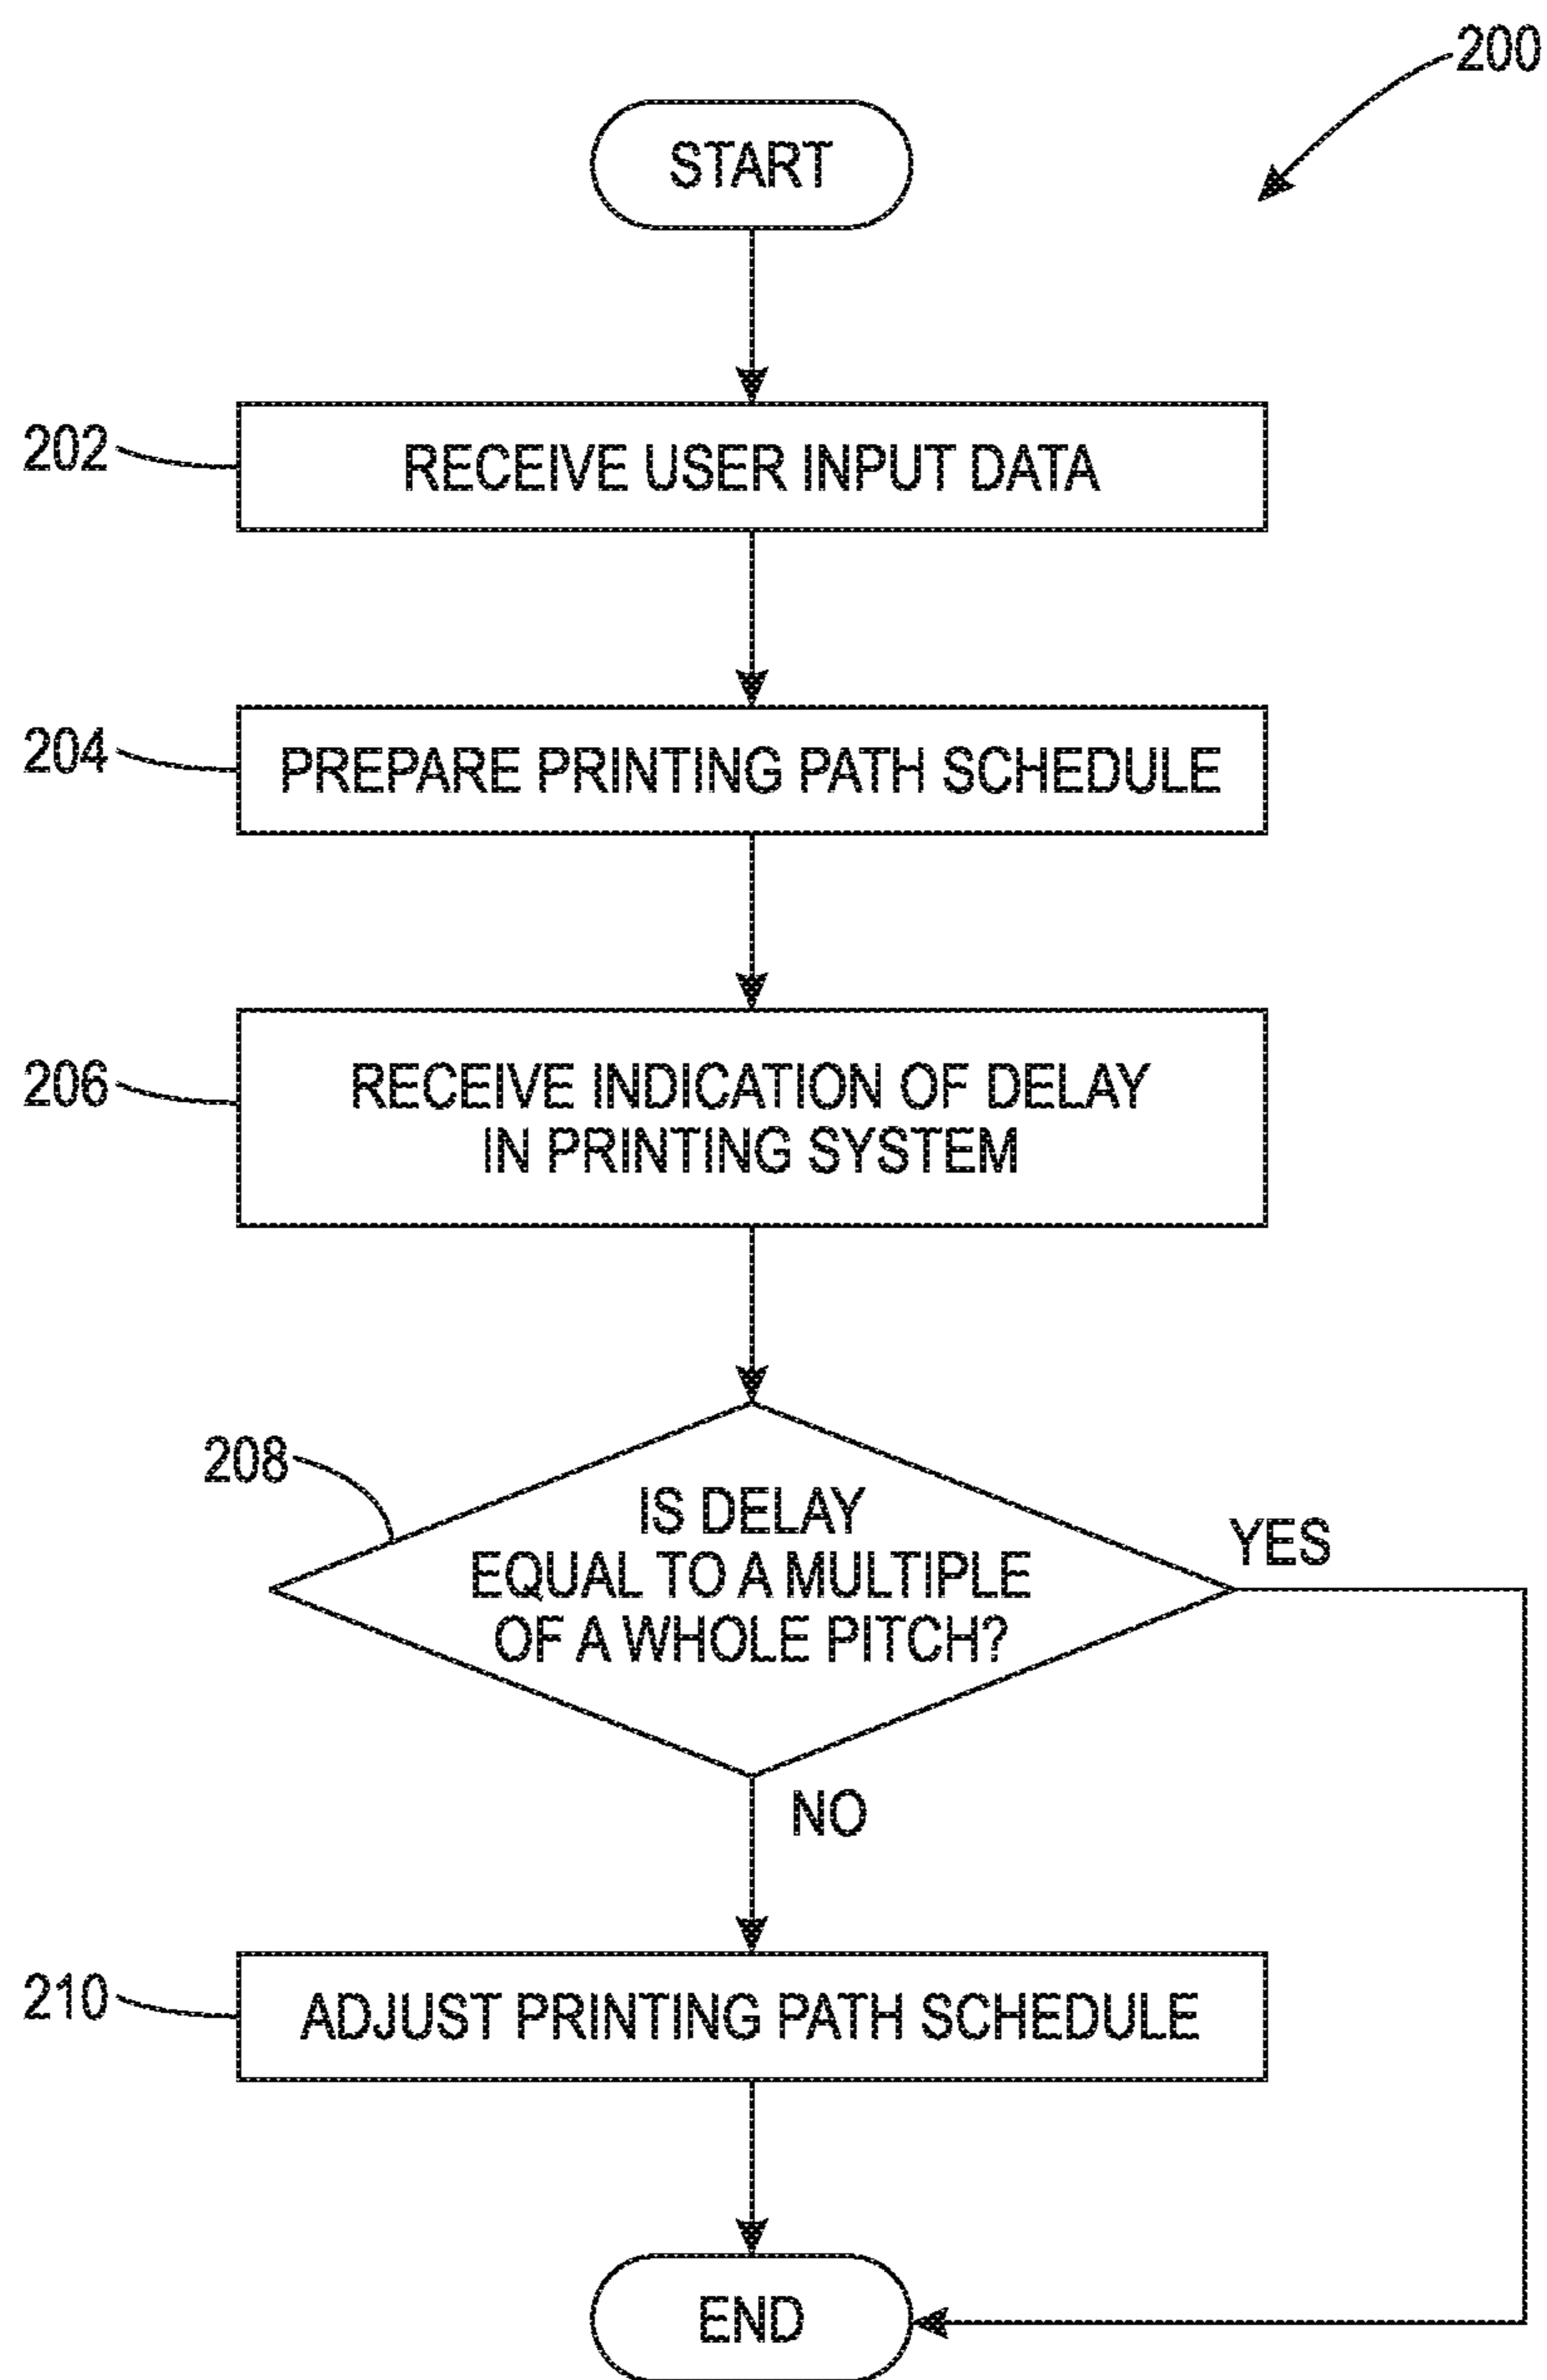 200
START
202
RECEIVE USER INPUT DATA
204
PREPARE PRINTING PATH SCHEDULE
206
RECEIVE INDICATION OF DELAY
IN PRINTING SYSTEM
208
IS DELAY
EQUAL TO A MULTIPLE
OF A WHOLE PITCH?
YES
NO
210
ADJUST PRINTING PATH SCHEDULE
END